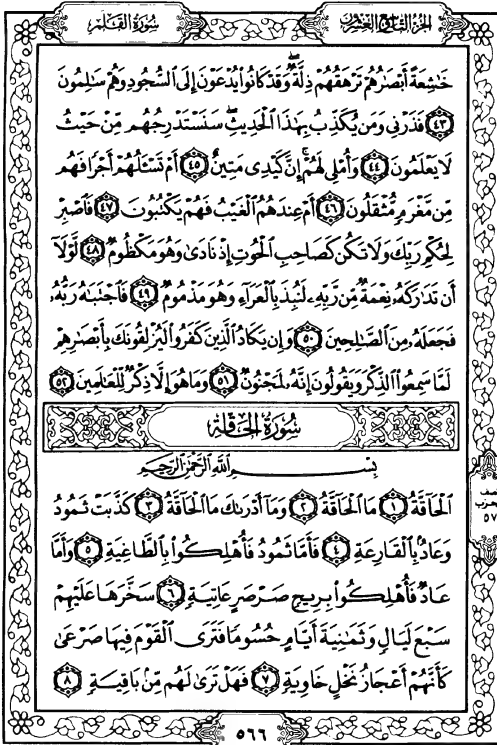 الجزء التاسع والعشرون
سورة القلم
خَٰشِعَةً أَبْصَٰرُهُمْ تَرْهَقُهُمْ ذِلَّةٌ ۖ وَقَدْ كَانُوا۟ يُدْعَوْنَ إِلَى ٱلسُّجُودِ وَهُمْ سَٰلِمُونَ
﴿٤٣﴾ فَذَرْنِى وَمَن يُكَذِّبُ بِهَٰذَا ٱلْحَدِيثِ ۖ سَنَسْتَدْرِجُهُم مِّنْ حَيْثُ
لَا يَعْلَمُونَ ﴿٤٤﴾ وَأُمْلِى لَهُمْ ۚ إِنَّ كَيْدِى مَتِينٌ ﴿٤٥﴾ أَمْ تَسْـَٔلُهُمْ أَجْرًا فَهُم
مِّن مَّغْرَمٍ مُّثْقَلُونَ ﴿٤٦﴾ أَمْ عِندَهُمُ ٱلْغَيْبُ فَهُمْ يَكْتُبُونَ ﴿٤٧﴾ فَٱصْبِرْ
لِحُكْمِ رَبِّكَ وَلَا تَكُن كَصَاحِبِ ٱلْحُوتِ إِذْ نَادَىٰ وَهُوَ مَكْظُومٌ ﴿٤٨﴾ لَّوْلَآ
أَن تَدَٰرَكَهُۥ نِعْمَةٌ مِّن رَّبِّهِۦ لَنُبِذَ بِٱلْعَرَآءِ وَهُوَ مَذْمُومٌ ﴿٤٩﴾ فَٱجْتَبَٰهُ رَبُّهُۥ
فَجَعَلَهُۥ مِنَ ٱلصَّٰلِحِينَ ﴿٥٠﴾ وَإِن يَكَادُ ٱلَّذِينَ كَفَرُوا۟ لَيُزْلِقُونَكَ بِأَبْصَٰرِهِمْ
لَمَّا سَمِعُوا۟ ٱلذِّكْرَ وَيَقُولُونَ إِنَّهُۥ لَمَجْنُونٌ ﴿٥١﴾ وَمَا هُوَ إِلَّا ذِكْرٌ لِّلْعَٰلَمِينَ ﴿٥٢﴾
سُورَةُ الْحَاقَّةِ
بِسْمِ ٱللَّهِ ٱلرَّحْمَٰنِ ٱلرَّحِيمِ
ٱلْحَآقَّةُ ﴿١﴾ مَا ٱلْحَآقَّةُ ﴿٢﴾ وَمَآ أَدْرَىٰكَ مَا ٱلْحَآقَّةُ ﴿٣﴾ كَذَّبَتْ ثَمُودُ
وَعَادٌۢ بِٱلْقَارِعَةِ ﴿٤﴾ فَأَمَّا ثَمُودُ فَأُهْلِكُوا۟ بِٱلطَّاغِيَةِ ﴿٥﴾ وَأَمَّا
عَادٌ فَأُهْلِكُوا۟ بِرِيحٍ صَرْصَرٍ عَاتِيَةٍ ﴿٦﴾ سَخَّرَهَا عَلَيْهِمْ
سَبْعَ لَيَالٍ وَثَمَٰنِيَةَ أَيَّامٍ حُسُومًا فَتَرَى ٱلْقَوْمَ فِيهَا صَرْعَىٰ
كَأَنَّهُمْ أَعْجَازُ نَخْلٍ خَاوِيَةٍ ﴿٧﴾ فَهَلْ تَرَىٰ لَهُم مِّنۢ بَاقِيَةٍ ﴿٨﴾
٥٧
٥٦٦